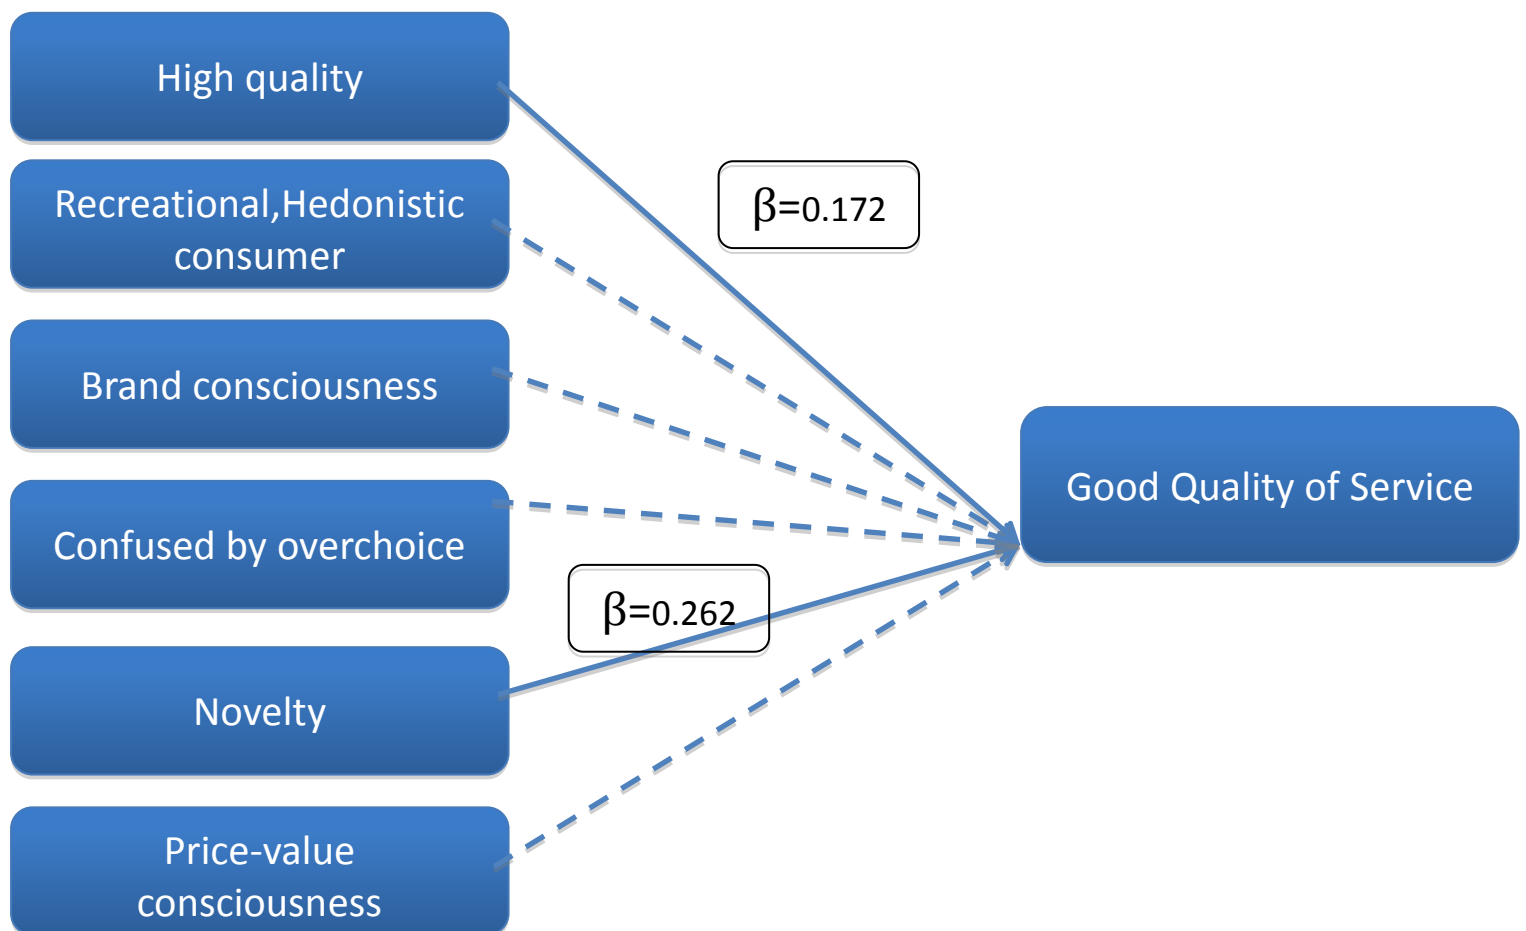 High quality
β=0.172
Recreational,Hedonistic
consumer
Brand consciousness
Good Quality of Service
Confused by overchoice
β=0.262
Novelty
Price-value
consciousness